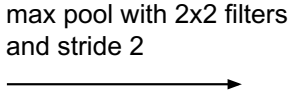 max pool with 2x2 filters
and stride 2